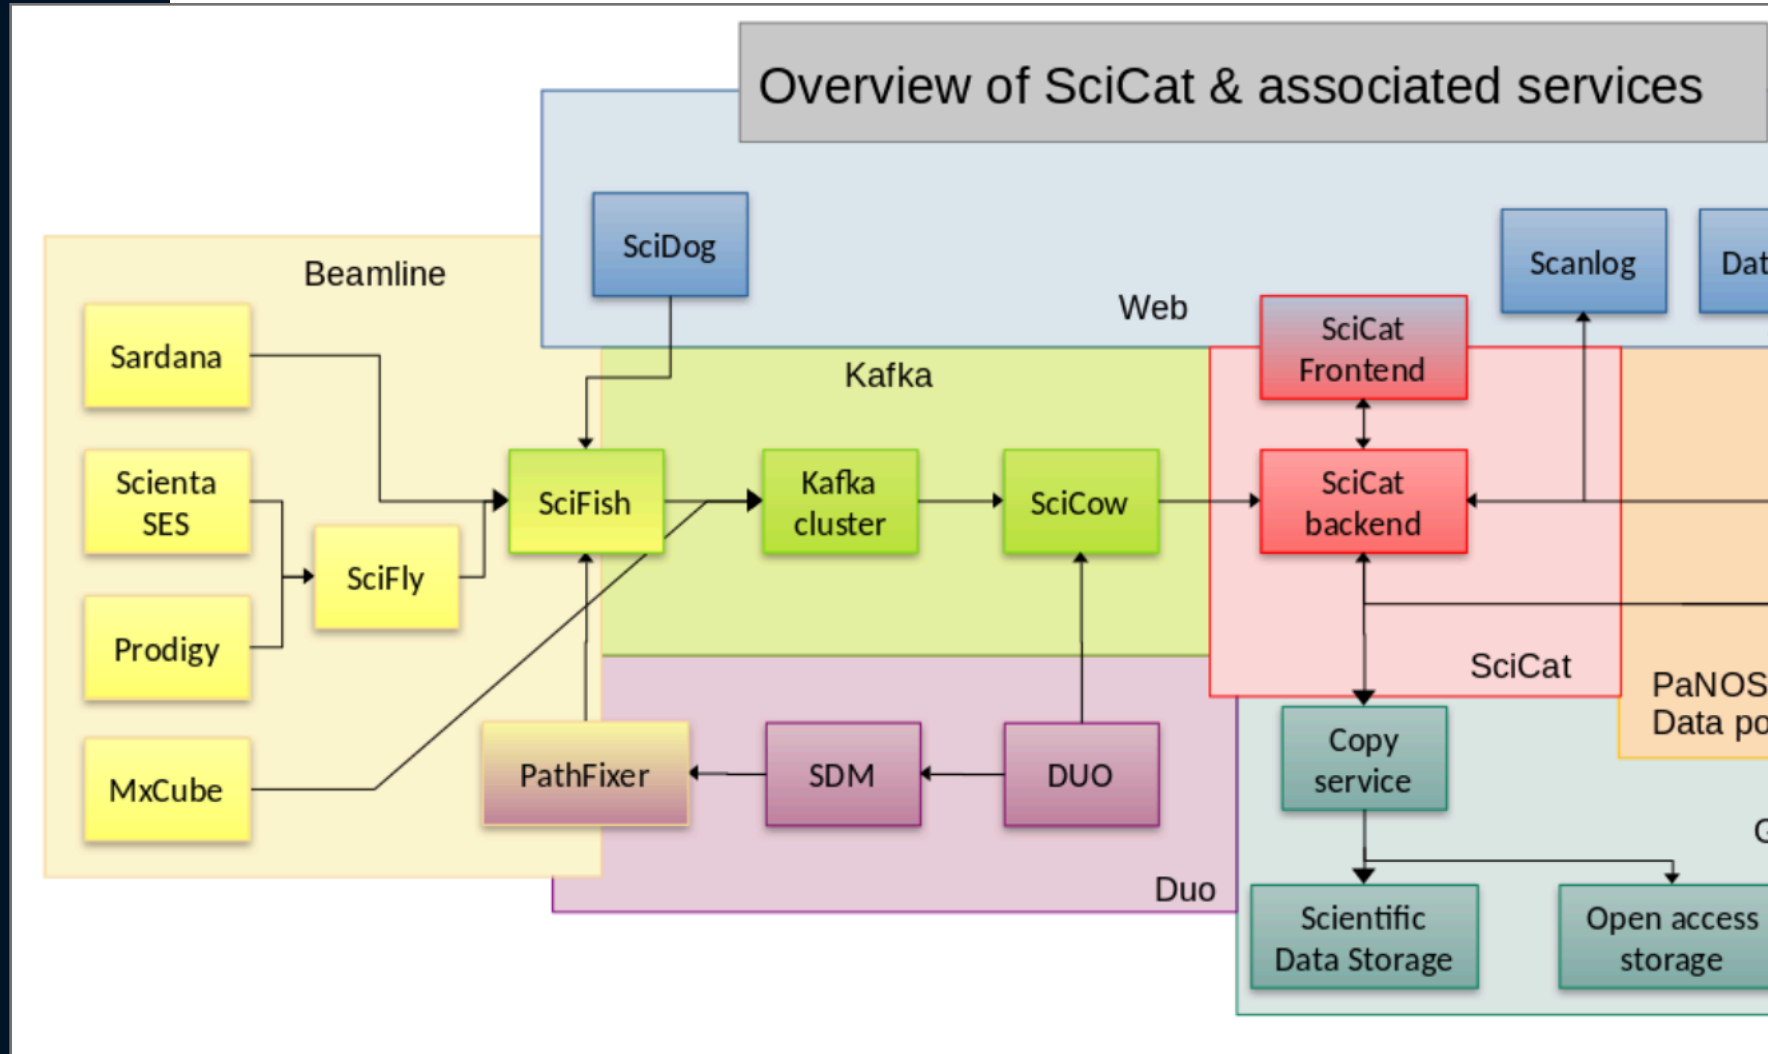 Overview of SciCat & associated services
SciDog
Scanlog
Beamline
Web
Sardana
SciCat
Frontend
Kafka
Scienta
SES
SciFish
Kafka
cluster
SciCow
SciCat
backend
SciFly
Prodigy
SciCat
MxCube
PathFixer
SDM
DUO
Copy
service
Data
Duo
Scientific
Data Storage
Open access
storage